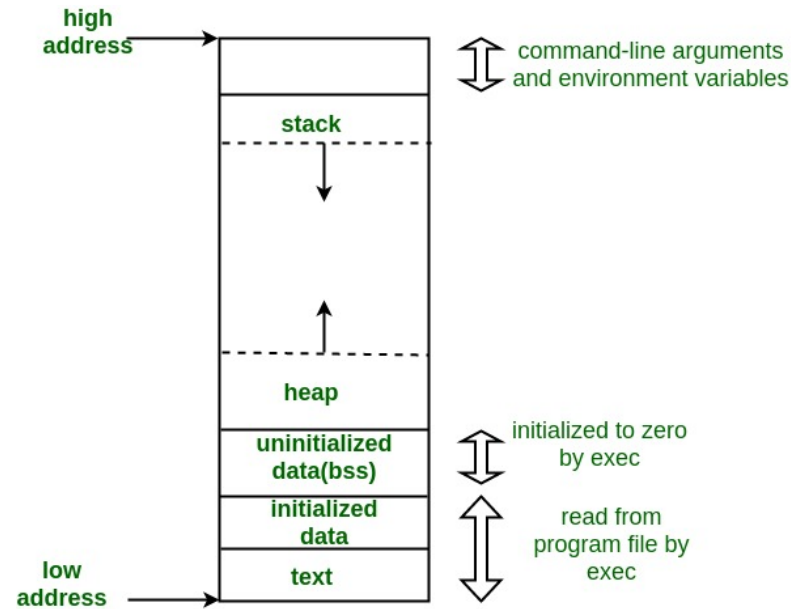 high
address
command-line arguments
and environment variables
stack
heap
uninitialized
data(bss)
initialized to zero
by exec
initialized
data
read from
program file by
exec
text
low
address